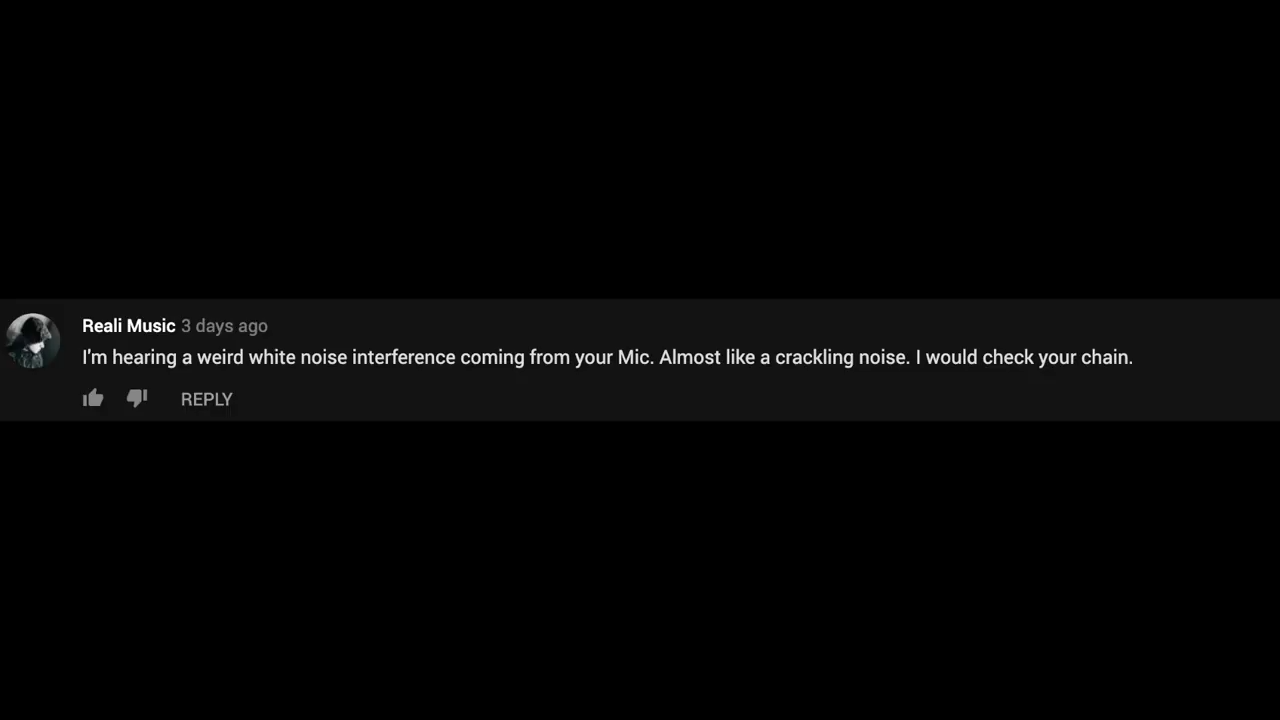 Reali Music 3 days ago
I'm hearing a weird white noise interference coming from your Mic. Almost like a crackling noise. I would check your chain.
REPLY